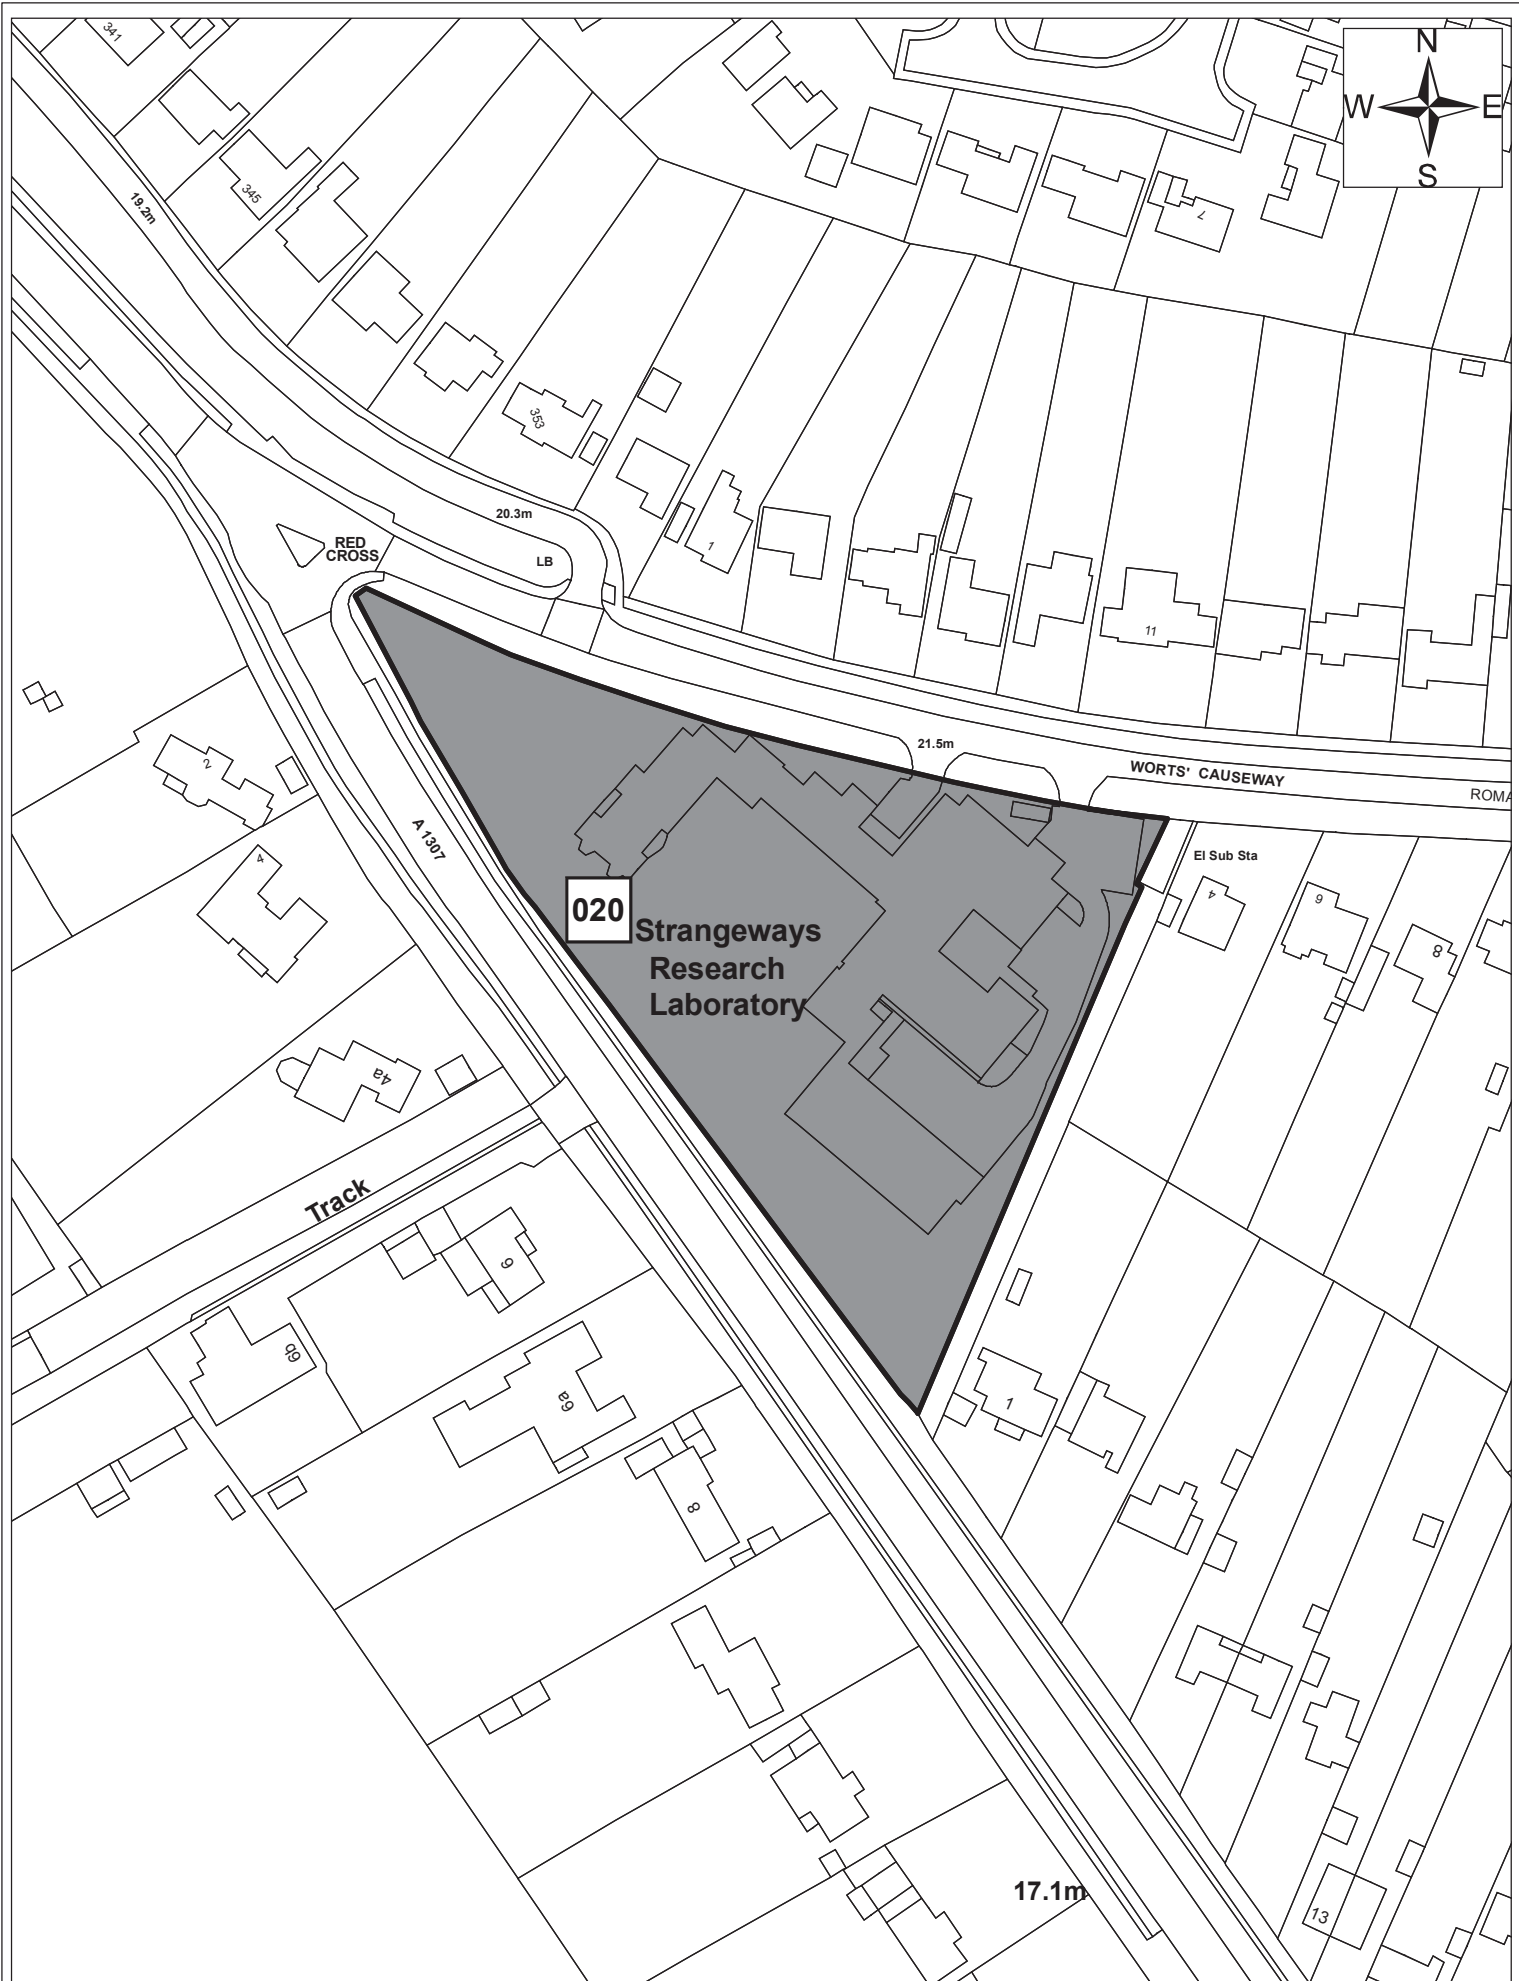 341
N
W E
S
345
19.2m
7
353
20.3m
LB
RED
CROSS
1
11
21.5m
WORTS' CAUSEWAY
ROMA
2
A 1307
El Sub Sta
4
4
6
8
020
Strangeways
Research
Laboratory
4a
Track
6
6b
6a
1
8
17.1m
13